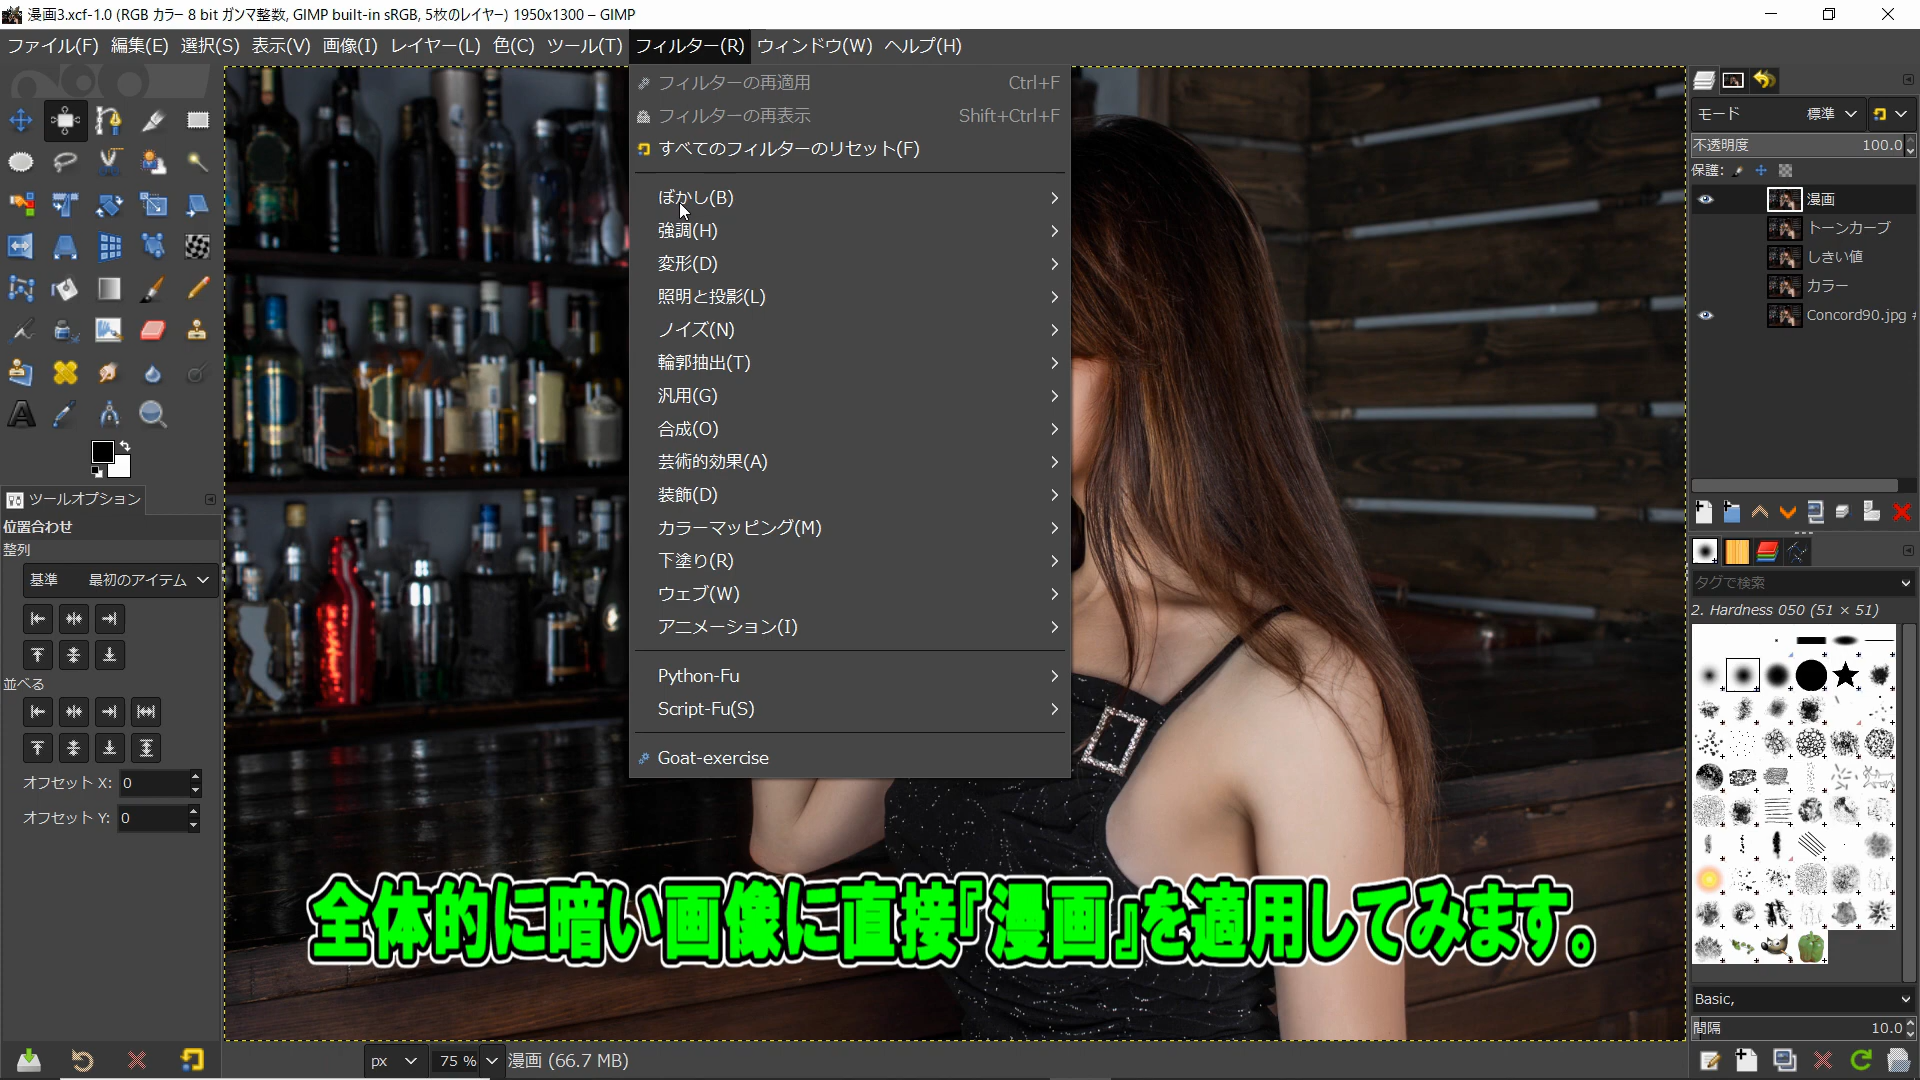 漫画3.xcf-1.0 (RGB カラー 8 bit ガンマ整数, GIMP built-in sRGB, 5枚のレイヤー) 1950x1300 – GIMP
ファイル(F) 編集(E) 選択(S) 表示(V) 画像(I) レイヤー(L) 色(C) ツール(T) フィルター(R) ウィンドウ(W) ヘルプ(H)
フィルターの再適用 Ctrl+F
フィルターの再表示 Shift+Ctrl+F
すべてのフィルターのリセット(F)
ぼかし(B)
強調(H)
変形(D)
照明と投影(L)
ノイズ(N)
輪郭抽出(T)
汎用(G)
合成(O)
芸術的効果(A)
装飾(D)
カラーマッピング(M)
下塗り(R)
ウェブ(W)
アニメーション(I)
Python-Fu
Script-Fu(S)
Goat-exercise
ツールオプション
位置合わせ
整列
基準 最初のアイテム
並べる
オフセット X: 0
オフセット Y: 0
モード 標準
不透明度 100.0
保護:
漫画
トーンカーブ
しきい値
カラー
Concord90.jpg
タグで検索
2. Hardness 050 (51 × 51)
Basic,
間隔 10.0
全体的に暗い画像に直接『漫画』を適用してみます。
px 75 % 漫画 (66.7 MB)